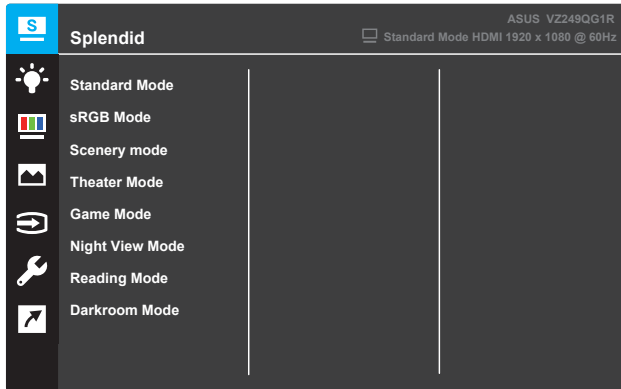 S
ASUS VZ249QG1R
Splendid
Standard Mode HDMI 1920 x 1080 @ 60Hz
Standard Mode
sRGB Mode
Scenery mode
Theater Mode
Game Mode
Night View Mode
Reading Mode
Darkroom Mode